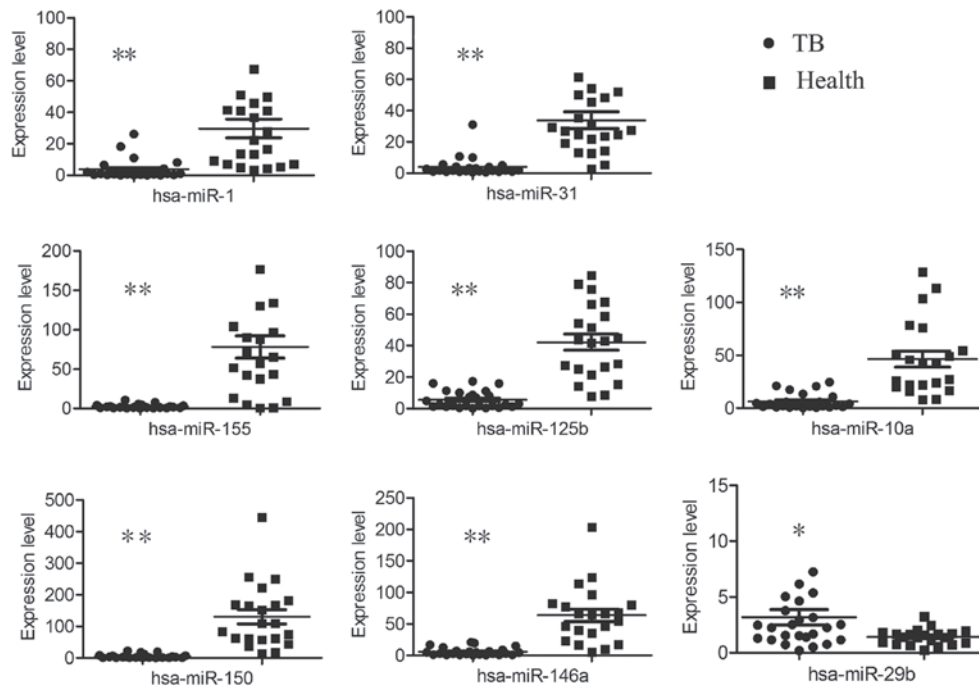 100
80
60
40
20
0
Expression level
**
hsa-miR-1
100
80
60
40
20
0
Expression level
**
hsa-miR-31
TB
Health
200
150
100
50
0
Expression level
**
hsa-miR-155
100
80
60
40
20
0
Expression level
**
hsa-miR-125b
150
100
50
0
Expression level
**
hsa-miR-10a
500
400
300
200
100
0
Expression level
**
hsa-miR-150
250
200
150
100
50
0
Expression level
**
hsa-miR-146a
15
10
5
0
Expression level
*
hsa-miR-29b